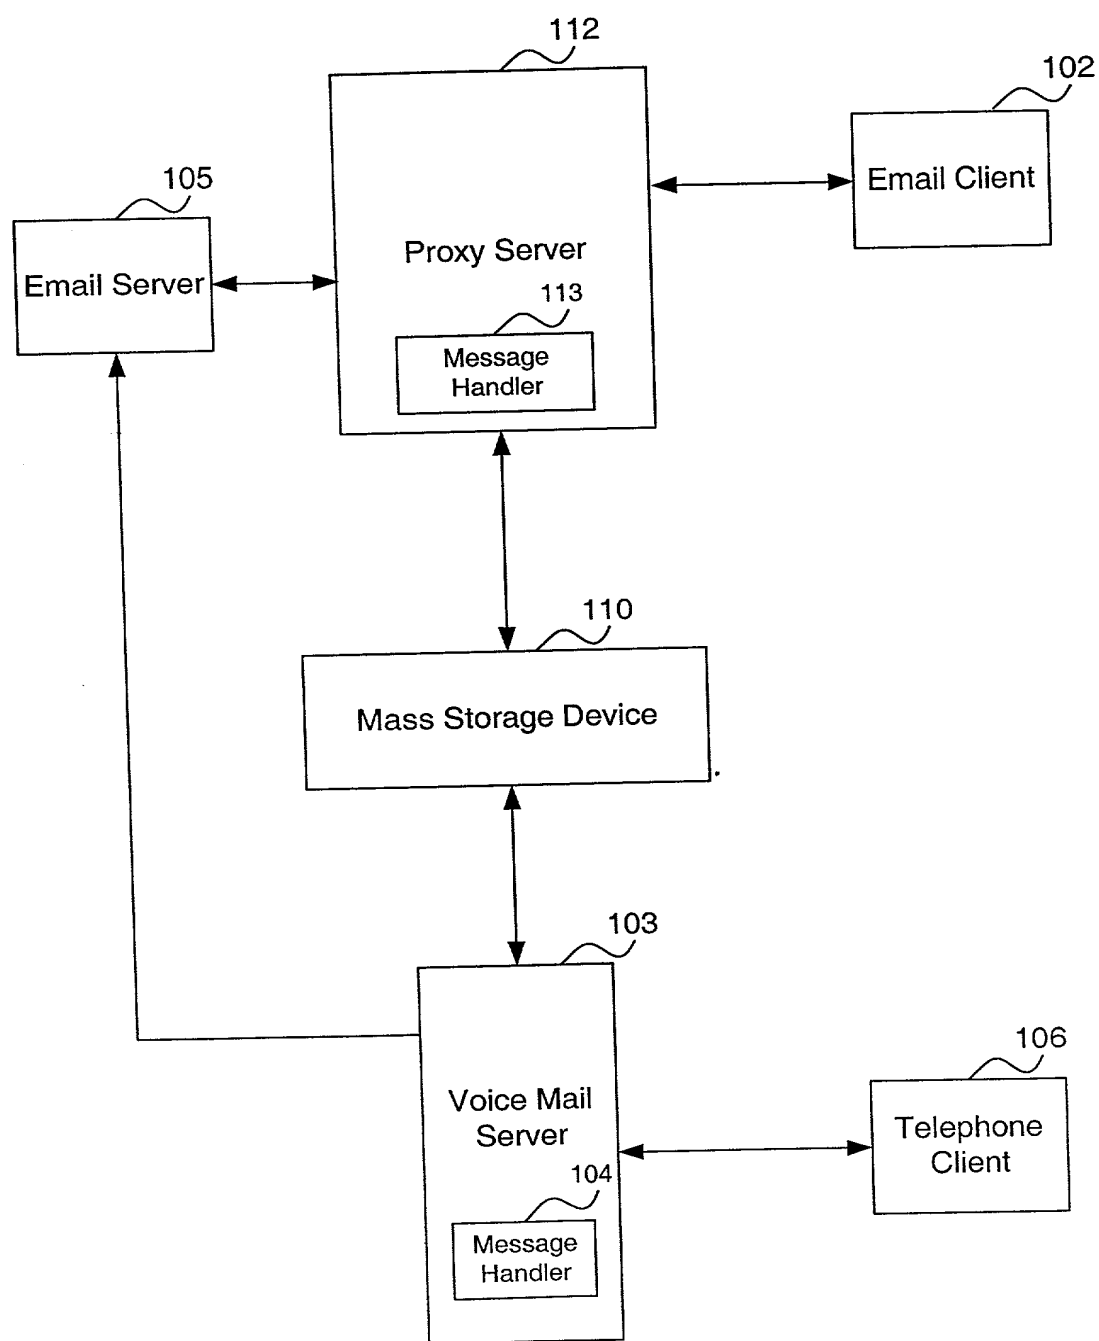 112
102
Email Client
105
Email Server
Proxy Server
113
Message
Handler
110
Mass Storage Device
103
Voice Mail
Server
106
Telephone
Client
104
Message
Handler